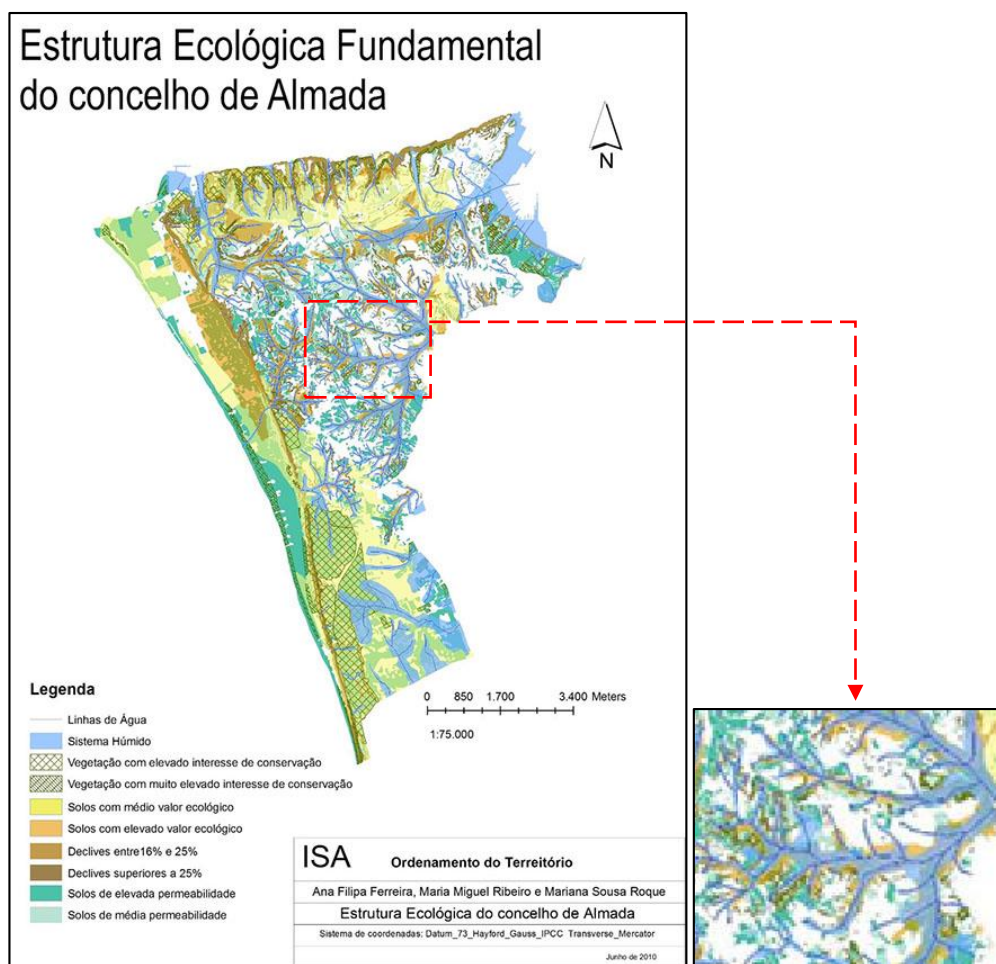 Estrutura Ecológica Fundamental
do concelho de Almada
N
Legenda
Linhas de Água
Sistema Húmido
Vegetação com elevado interesse de conservação
Vegetação com muito elevado interesse de conservação
Solos com médio valor ecológico
Solos com elevado valor ecológico
Declives entre16% e 25%
Declives superiores a 25%
Solos de elevada permeabilidade
Solos de média permeabilidade
0 850 1.700 3.400 Meters
1:75.000
ISA Ordenamento do Território
Ana Filipa Ferreira, Maria Miguel Ribeiro e Mariana Sousa Roque
Estrutura Ecológica do concelho de Almada
Sistema de coordenadas: Datum_73_Hayford_Gauss_IPCC Transverse_Mercator
Junho de 2010